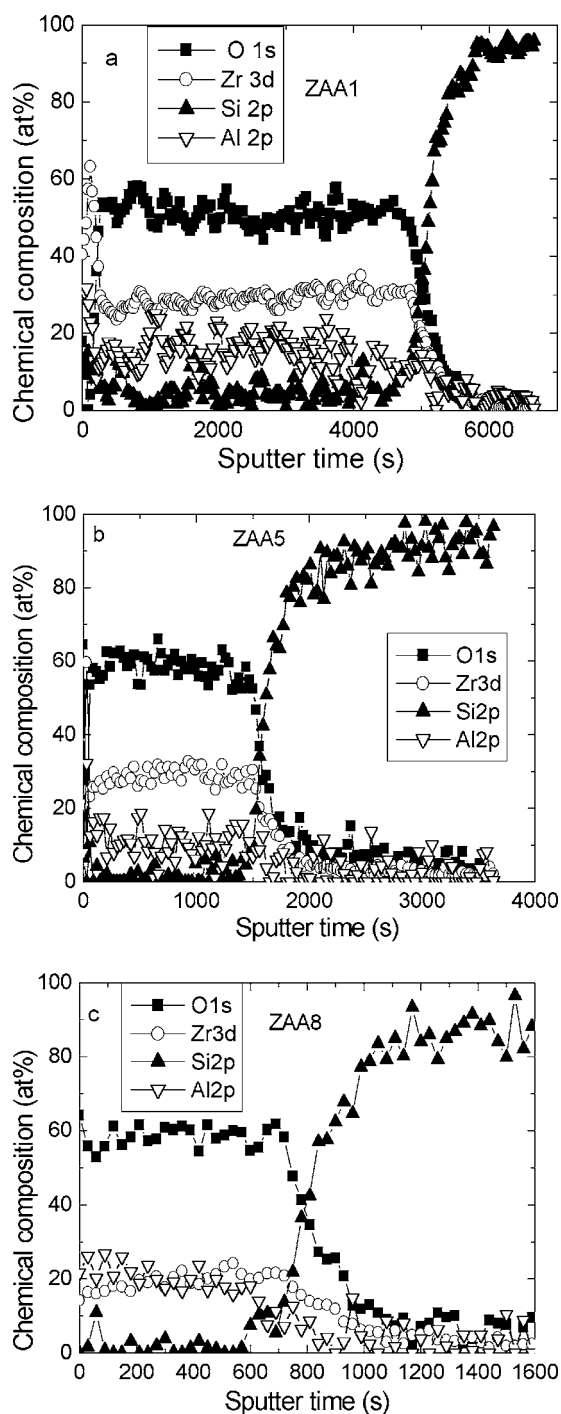 a
O 1s
Zr 3d
Si 2p
Al 2p
ZAA1
Chemical composition (at%)
100
80
60
40
20
0
0 2000 4000 6000
Sputter time (s)
b
ZAA5
O1s
Zr3d
Si2p
Al2p
Chemical composition (at%)
100
80
60
40
20
0
0 1000 2000 3000 4000
Sputter time (s)
c
O1s
Zr3d
Si2p
Al2p
ZAA8
Chemical composition (at%)
100
80
60
40
20
0
0 200 400 600 800 1000 1200 1400 1600
Sputter time (s)